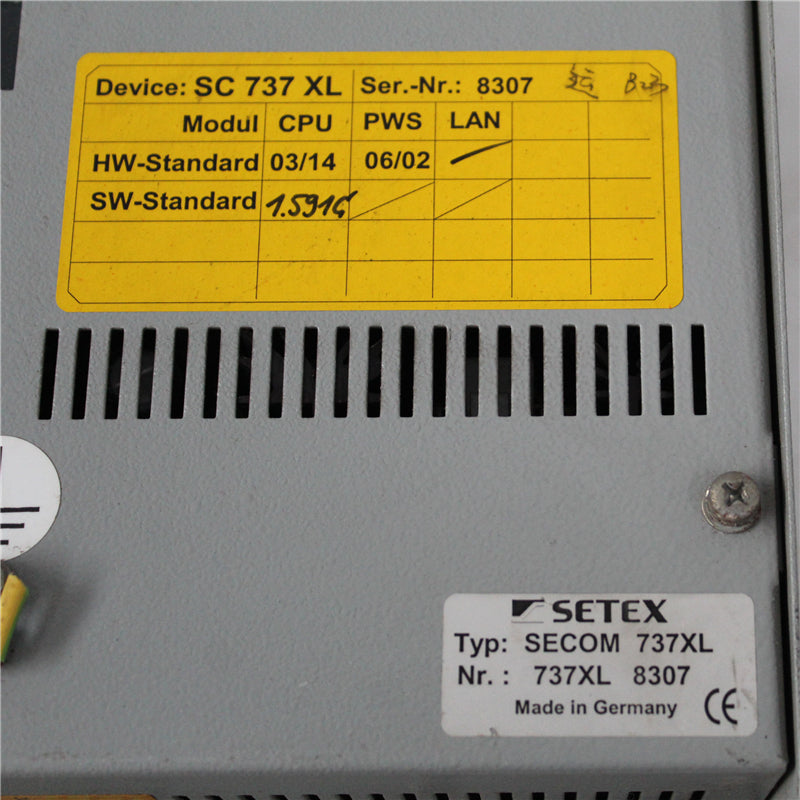 Device: SC 737 XL Ser.-Nr.: 8307
Modul CPU PWS LAN
HW-Standard 03/14 06/02
SW-Standard 1.591G
SETEX
Typ: SECOM 737XL
Nr. : 737XL 8307
Made in Germany CE